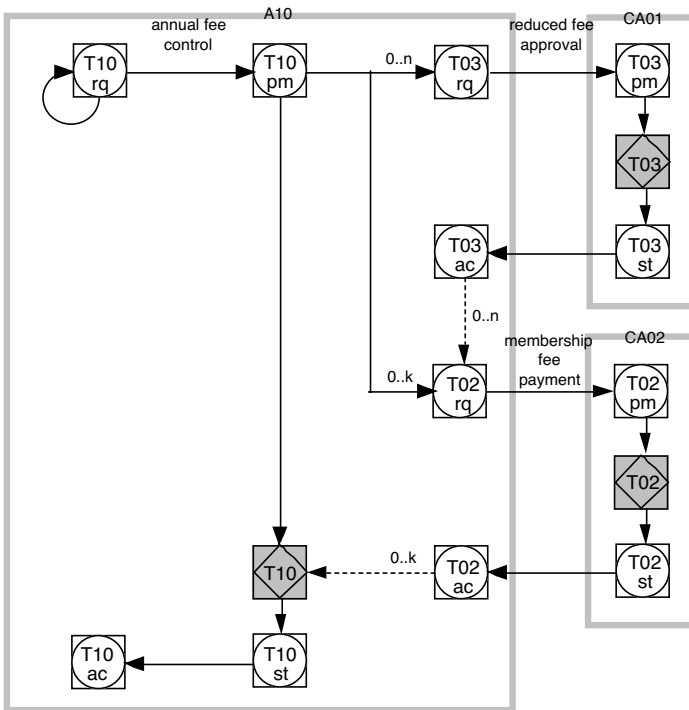 A10
CA01
annual fee
control
reduced fee
approval
T10
rq
T10
pm
0..n
T03
rq
T03
pm
T03
T03
ac
T03
st
0..n
CA02
membership
fee
payment
0..k
T02
rq
T02
pm
T02
0..k
T10
T02
ac
T02
st
T10
ac
T10
st